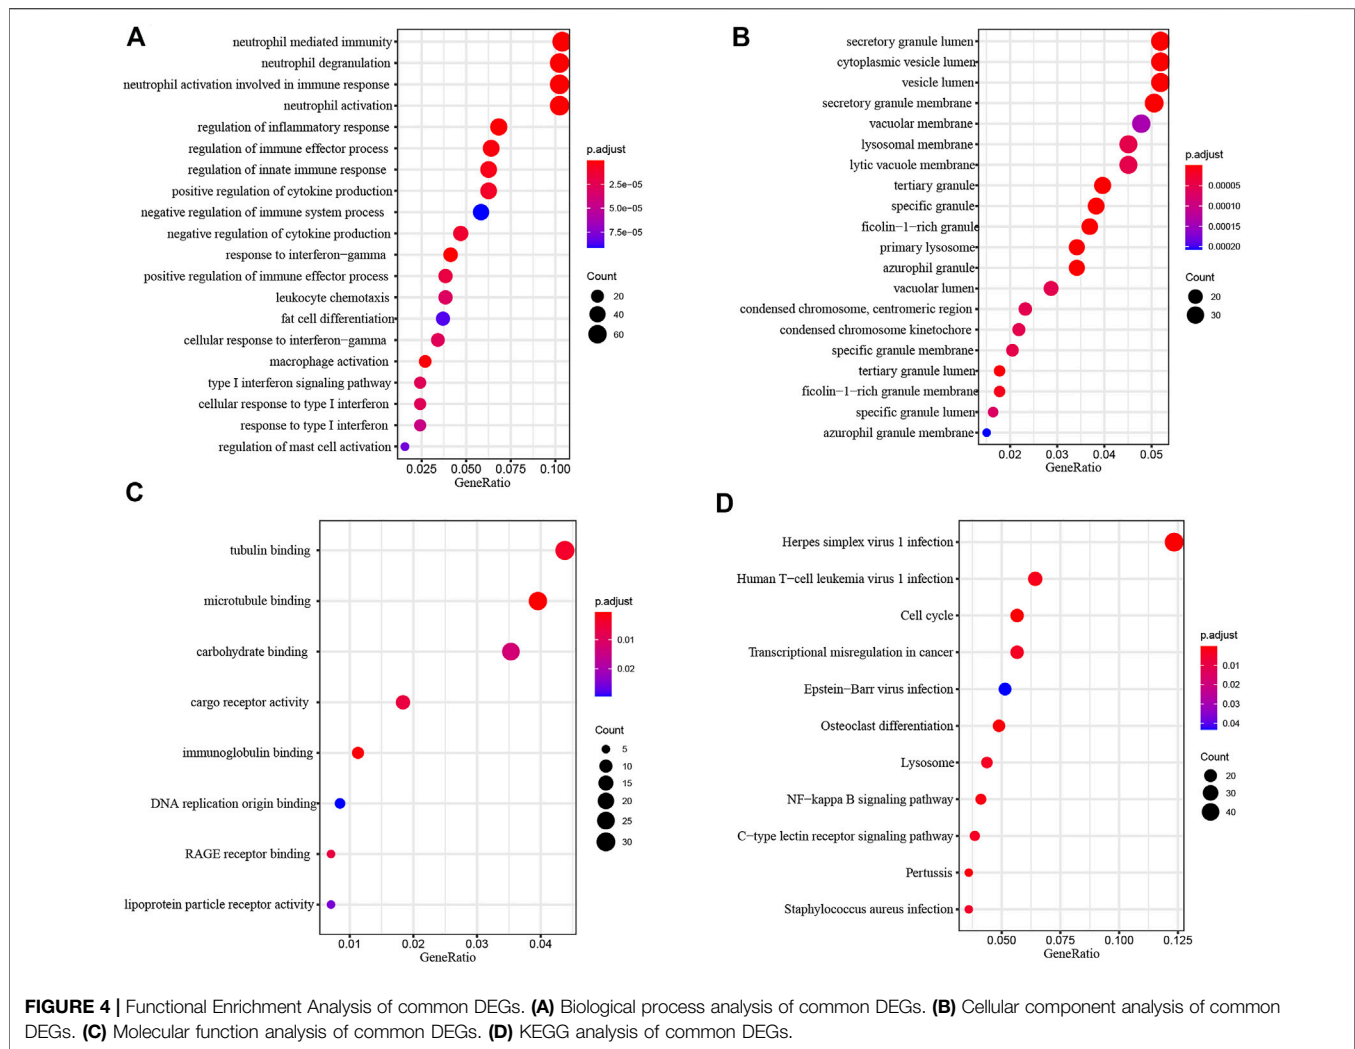 A
neutrophil mediated immunity
neutrophil degranulation
neutrophil activation involved in immune response
neutrophil activation
regulation of inflammatory response
regulation of immune effector process
regulation of innate immune response
positive regulation of cytokine production
negative regulation of immune system process
negative regulation of cytokine production
response to interferon−gamma
positive regulation of immune effector process
leukocyte chemotaxis
fat cell differentiation
cellular response to interferon−gamma
macrophage activation
type I interferon signaling pathway
cellular response to type I interferon
response to type I interferon
regulation of mast cell activation
0.025 0.050 0.075 0.100
GeneRatio
p.adjust
2.5e−05
5.0e−05
7.5e−05
Count
20
40
60
B
secretory granule lumen
cytoplasmic vesicle lumen
vesicle lumen
secretory granule membrane
vacuolar membrane
lysosomal membrane
lytic vacuole membrane
tertiary granule
specific granule
ficolin−1−rich granule
primary lysosome
azurophil granule
vacuolar lumen
condensed chromosome, centromeric region
condensed chromosome kinetochore
specific granule membrane
tertiary granule lumen
ficolin−1−rich granule membrane
specific granule lumen
azurophil granule membrane
0.02 0.03 0.04 0.05
GeneRatio
p.adjust
0.00005
0.00010
0.00015
0.00020
Count
20
30
C
tubulin binding
microtubule binding
carbohydrate binding
cargo receptor activity
immunoglobulin binding
DNA replication origin binding
RAGE receptor binding
lipoprotein particle receptor activity
0.01 0.02 0.03 0.04
GeneRatio
p.adjust
0.01
0.02
Count
5
10
15
20
25
30
D
Herpes simplex virus 1 infection
Human T−cell leukemia virus 1 infection
Cell cycle
Transcriptional misregulation in cancer
Epstein−Barr virus infection
Osteoclast differentiation
Lysosome
NF−kappa B signaling pathway
C−type lectin receptor signaling pathway
Pertussis
Staphylococcus aureus infection
0.050 0.075 0.100 0.125
GeneRatio
p.adjust
0.01
0.02
0.03
0.04
Count
20
30
40
FIGURE 4 | Functional Enrichment Analysis of common DEGs. (A) Biological process analysis of common DEGs. (B) Cellular component analysis of common
DEGs. (C) Molecular function analysis of common DEGs. (D) KEGG analysis of common DEGs.